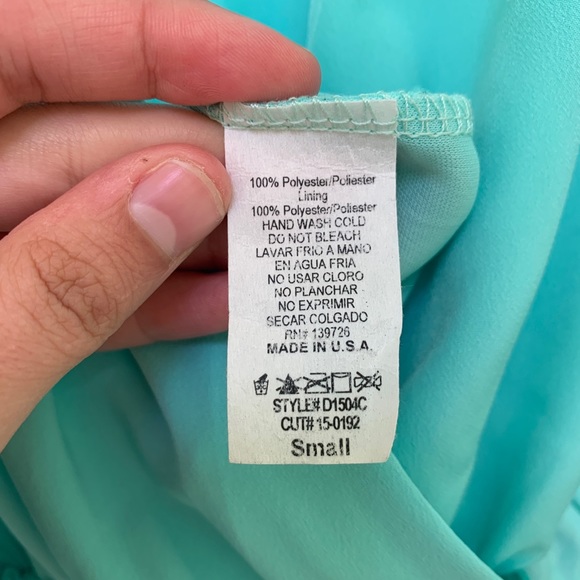 100% Polyester/Poliester
Lining
100% Polyester/Poliester
HAND WASH COLD
DO NOT BLEACH
LAVAR FRIO A MANO
EN AGUA FRIA
NO USAR CLORO
NO PLANCHAR
NO EXPRIMIR
SECAR COLGADO
RN# 139726
MADE IN U.S.A.
STYLE# D1504C
CUT# 15-0192
Small